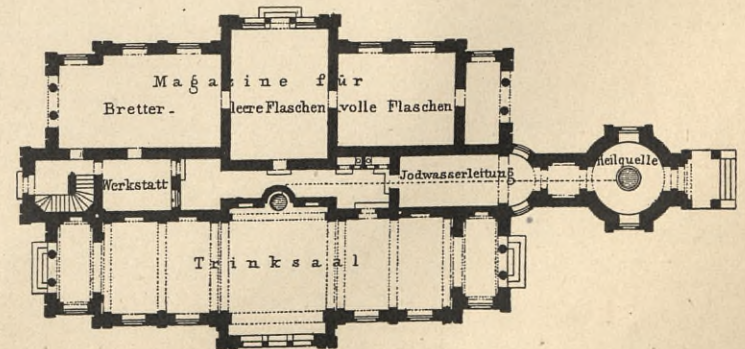 Magazine für
Bretter- leere Flaschen volle Flaschen
Werkstatt Jodwasserleitung Heilquelle
Trinksaal